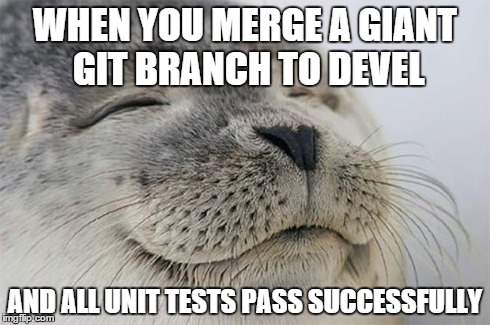 WHEN YOU MERGE A GIANT
GIT BRANCH TO DEVEL
AND ALL UNIT TESTS PASS SUCCESSFULLY
imgflip.com